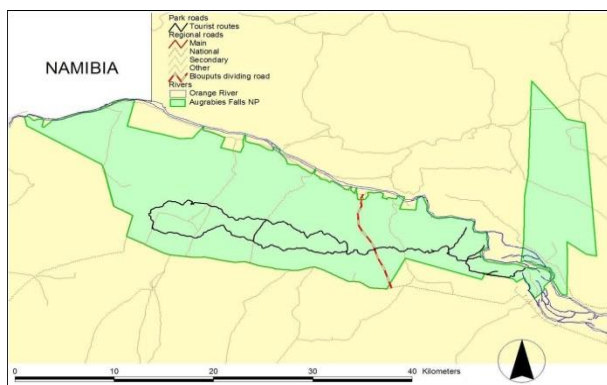 Park roads
Tourist routes
Regional roads
Main
National
Secondary
Other
Blouputs dividing road
Rivers
Orange River
Augrabies Falls NP
NAMIBIA
0 10 20 30 40 Kilometers